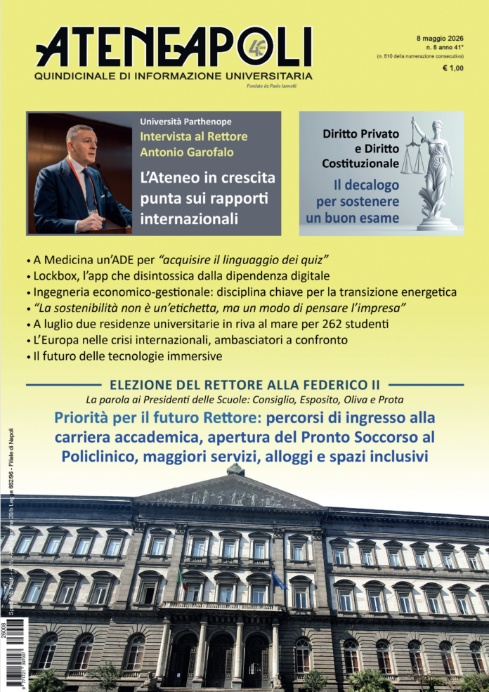 8 maggio 2026
n. 8 anno 41°
(n. 810 della numerazione consecutiva)
€ 1,00
ATENEAPOLI
QUINDICINALE DI INFORMAZIONE UNIVERSITARIA
Fondato da Paolo Iannotti
Università Parthenope
Intervista al Rettore
Antonio Garofalo
L'Ateneo in crescita
punta sui rapporti
internazionali
Diritto Privato
e Diritto
Costituzionale
Il decalogo
per sostenere
un buon esame
• A Medicina un'ADE per "acquisire il linguaggio dei quiz"
• Lockbox, l'app che disintossica dalla dipendenza digitale
• Ingegneria economico-gestionale: disciplina chiave per la transizione energetica
• "La sostenibilità non è un'etichetta, ma un modo di pensare l'impresa"
• A luglio due residenze universitarie in riva al mare per 262 studenti
• L'Europa nelle crisi internazionali, ambasciatori a confronto
• Il futuro delle tecnologie immersive
ELEZIONE DEL RETTORE ALLA FEDERICO II
La parola ai Presidenti delle Scuole: Consiglio, Esposito, Oliva e Prota
Priorità per il futuro Rettore: percorsi di ingresso alla
carriera accademica, apertura del Pronto Soccorso al
Policlinico, maggiori servizi, alloggi e spazi inclusivi
662/96 - Filiale di Napoli
26008